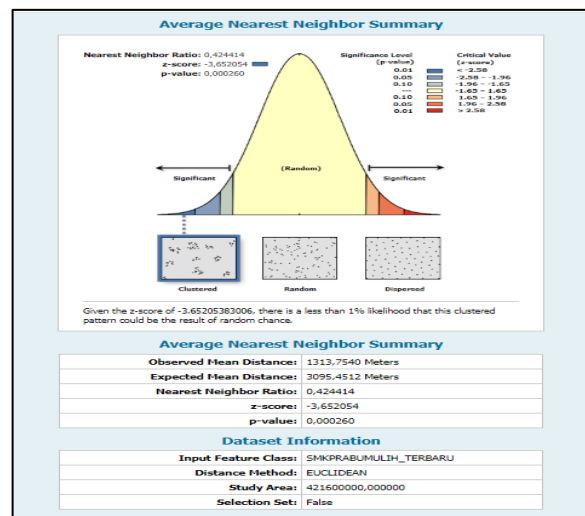 Average Nearest Neighbor Summary
Nearest Neighbor Ratio: 0,424414
z-score: -3,652054
p-value: 0,000260
Significance Level (p-value)
Critical Value (z-score)
0.01 < -2.58
0.05 -2.58 - -1.96
0.10 -1.96 - -1.65
--- -1.65 - 1.65
0.10 1.65 - 1.96
0.05 1.96 - 2.58
0.01 > 2.58
Significant
(Random)
Significant
Clustered
Random
Dispersed
Given the z-score of -3.65205383006, there is a less than 1% likelihood that this clustered
pattern could be the result of random chance.
Average Nearest Neighbor Summary
Observed Mean Distance: 1313,7540 Meters
Expected Mean Distance: 3095,4512 Meters
Nearest Neighbor Ratio: 0,424414
z-score: -3,652054
p-value: 0,000260
Dataset Information
Input Feature Class: SMKPRABUMULIH_TERBARU
Distance Method: EUCLIDEAN
Study Area: 421600000,000000
Selection Set: False